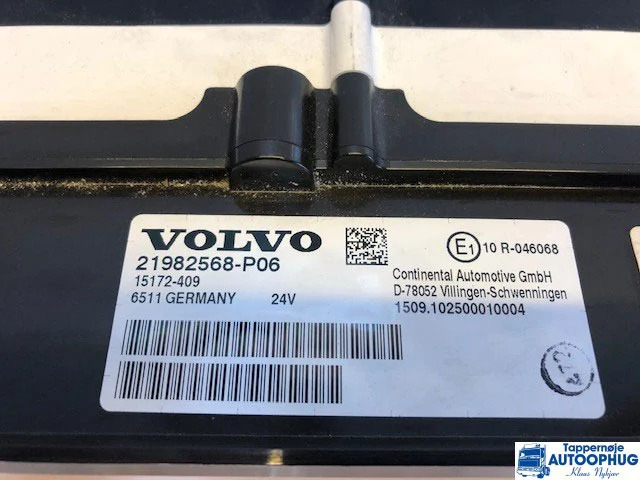 VOLVO
21982568-P06
15172-409
6511 GERMANY 24V
E1 10 R-046068
Continental Automotive GmbH
D-78052 Villingen-Schwenningen
1509.102500010004
Tappernøje
AUTOOPHUG
Klaus Nyhjær